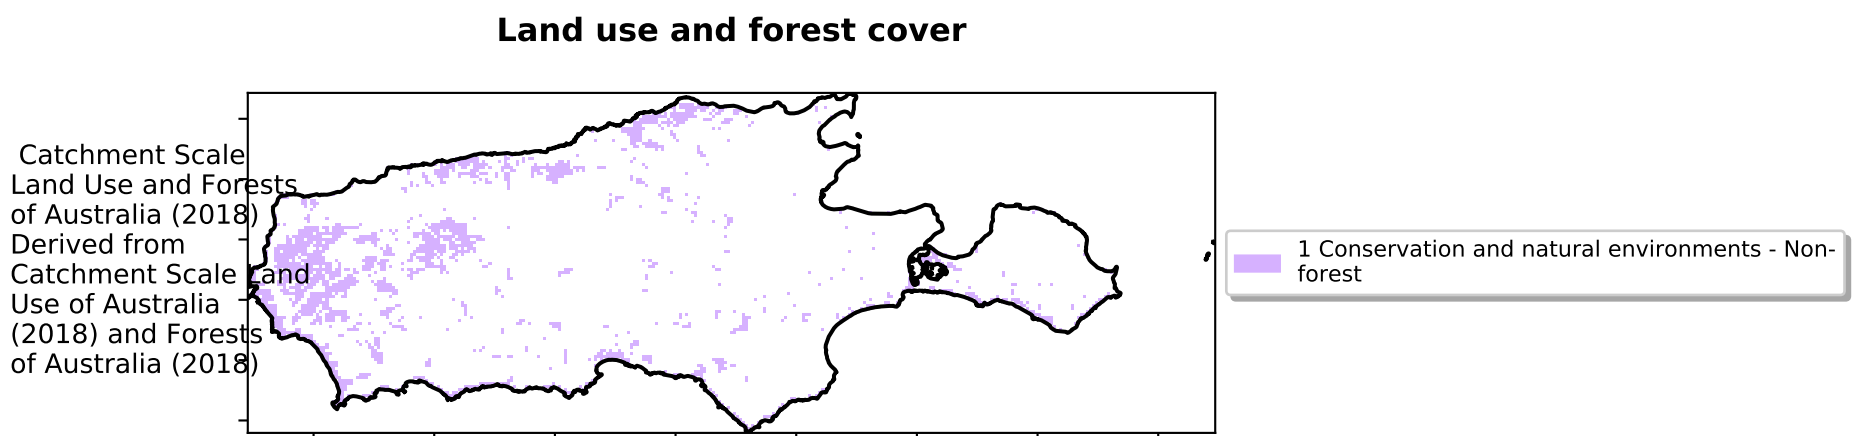 Land use and forest cover
Catchment Scale
Land Use and Forests
of Australia (2018)
Derived from
Catchment Scale Land
Use of Australia
(2018) and Forests
of Australia (2018)
1 Conservation and natural environments - Non-
forest